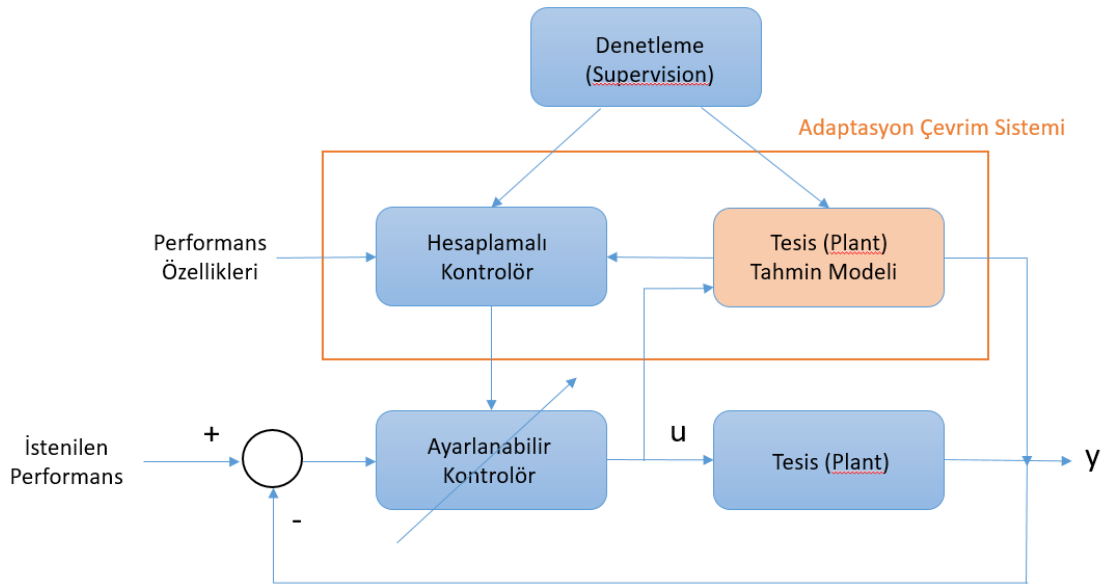 Denetleme
(Supervision)
Adaptasyon Çevrim Sistemi
Performans
Özellikleri
Hesaplamalı
Kontrolör
Tesis (Plant)
Tahmin Modeli
İstenilen
Performans
+
-
Ayarlanabilir
Kontrolör
u
Tesis (Plant)
y